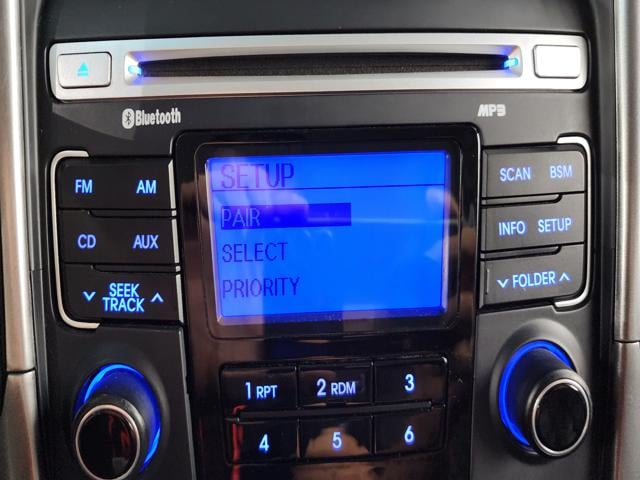 Bluetooth
MP3
FM AM
CD AUX
SEEK
TRACK
SETUP
PAIR
SELECT
PRIORITY
SCAN BSM
INFO SETUP
FOLDER
1 RPT 2 RDM 3
4 5 6